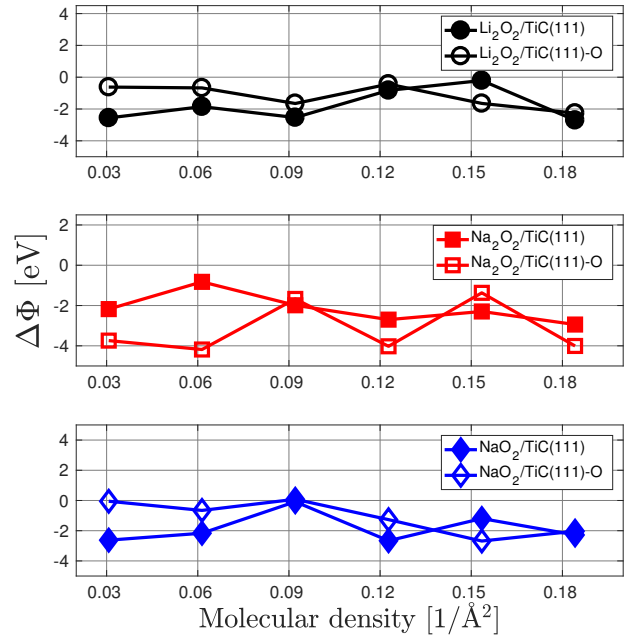 4
2
0
-2
-4
Li₂O₂/TiC(111)
Li₂O₂/TiC(111)-O
0.03 0.06 0.09 0.12 0.15 0.18
ΔΦ [eV]
2
0
-2
-4
Na₂O₂/TiC(111)
Na₂O₂/TiC(111)-O
0.03 0.06 0.09 0.12 0.15 0.18
4
2
0
-2
-4
NaO₂/TiC(111)
NaO₂/TiC(111)-O
0.03 0.06 0.09 0.12 0.15 0.18
Molecular density [1/Å²]